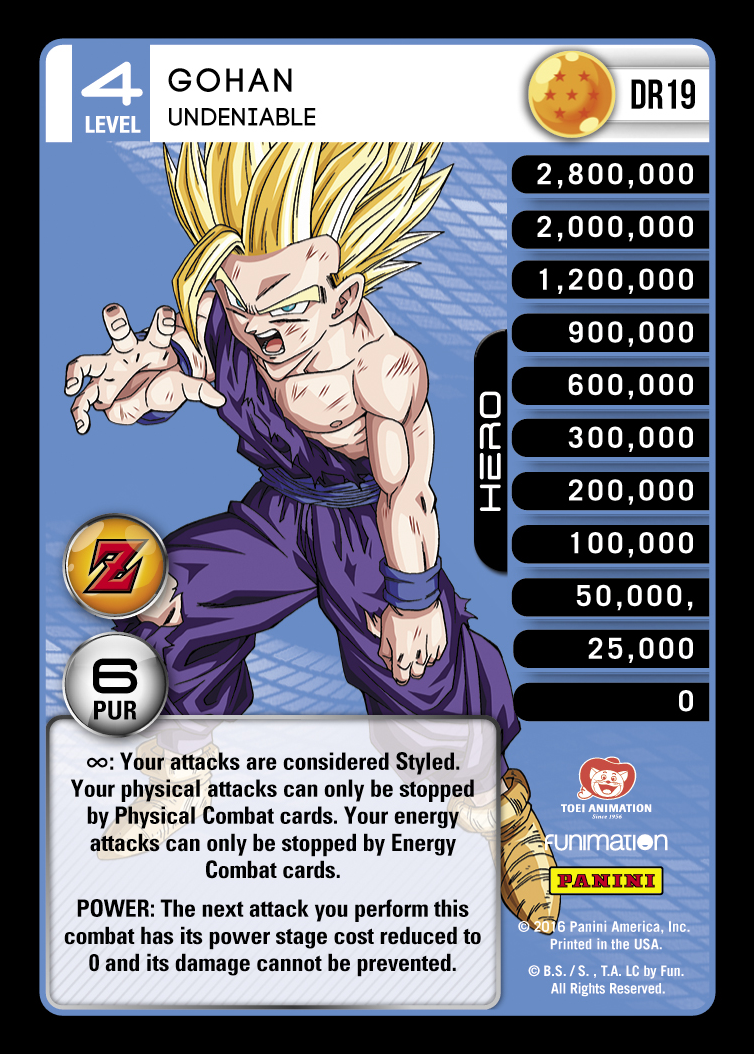 4
LEVEL
GOHAN
UNDENIABLE
DR19
2,800,000
2,000,000
1,200,000
900,000
600,000
300,000
200,000
100,000
50,000,
25,000
0
HERO
Z
6
PUR
∞: Your attacks are considered Styled.
Your physical attacks can only be stopped
by Physical Combat cards. Your energy
attacks can only be stopped by Energy
Combat cards.
POWER: The next attack you perform this
combat has its power stage cost reduced to
0 and its damage cannot be prevented.
TOEI ANIMATION
Since 1956
FUNIMATION
PANINI
© 2016 Panini America, Inc.
Printed in the USA.
© B.S. / S. , T.A. LC by Fun.
All Rights Reserved.